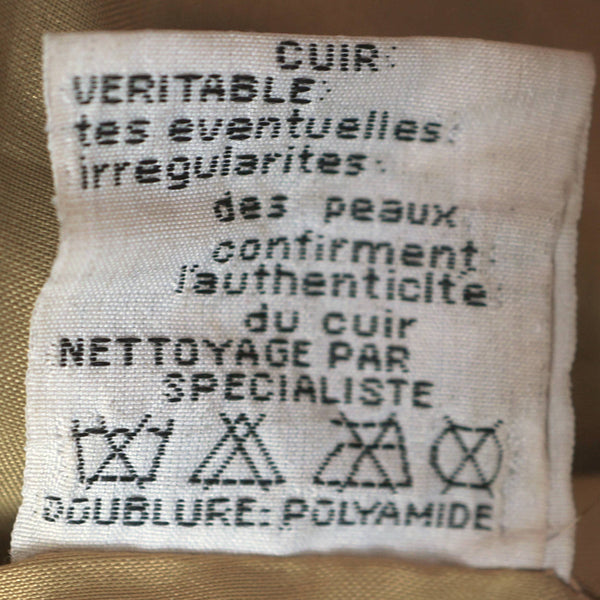 CUIR
VERITABLE
tes eventuelles
irregularites
des peaux
confirment
l'authenticite
du cuir
NETTOYAGE PAR
SPECIALISTE
DOUBLURE: POLYAMIDE